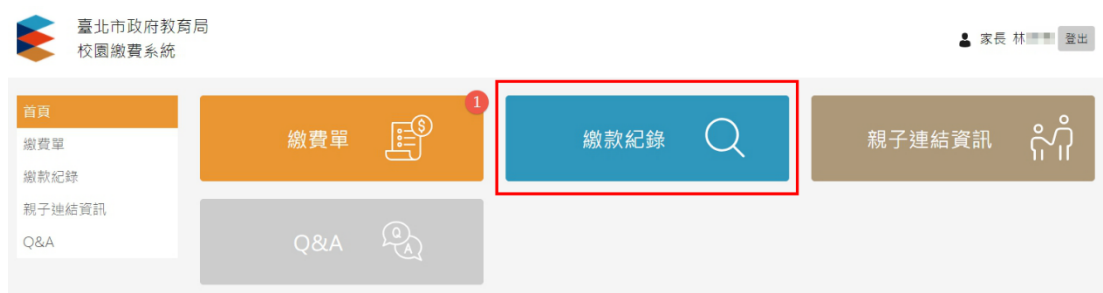 臺北市政府教育局
校園繳費系統
家長 林
登出
首頁
繳費單
繳款紀錄
親子連結資訊
Q&A
繳費單
1
$
繳款紀錄
親子連結資訊
Q&A
Q
A